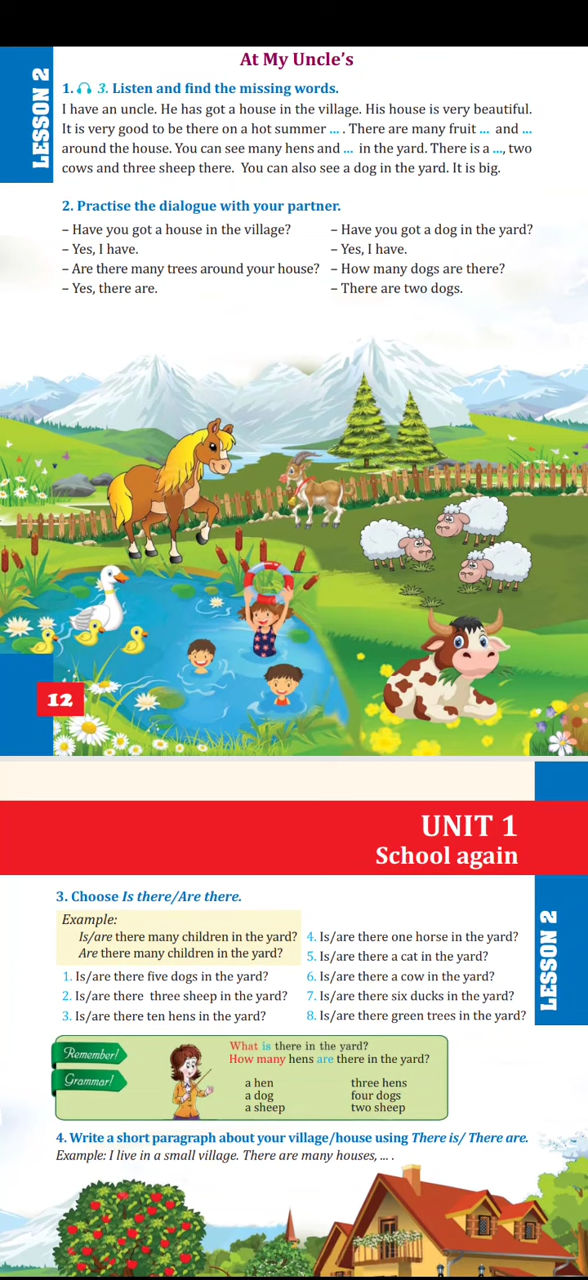 LESSON 2
At My Uncle's
1. 🎧 3. Listen and find the missing words.
I have an uncle. He has got a house in the village. His house is very beautiful.
It is very good to be there on a hot summer ... . There are many fruit ... and ...
around the house. You can see many hens and ... in the yard. There is a ..., two
cows and three sheep there. You can also see a dog in the yard. It is big.
2. Practise the dialogue with your partner.
– Have you got a house in the village?
– Yes, I have.
– Are there many trees around your house?
– Yes, there are.
– Have you got a dog in the yard?
– Yes, I have.
– How many dogs are there?
– There are two dogs.
12
UNIT 1
School again
LESSON 2
3. Choose Is there/Are there.
Example:
Is/are there many children in the yard?
Are there many children in the yard?
1. Is/are there five dogs in the yard?
2. Is/are there three sheep in the yard?
3. Is/are there ten hens in the yard?
4. Is/are there one horse in the yard?
5. Is/are there a cat in the yard?
6. Is/are there a cow in the yard?
7. Is/are there six ducks in the yard?
8. Is/are there green trees in the yard?
Remember!
Grammar!
What is there in the yard?
How many hens are there in the yard?
a hen
a dog
a sheep
three hens
four dogs
two sheep
4. Write a short paragraph about your village/house using There is/ There are.
Example: I live in a small village. There are many houses, ... .